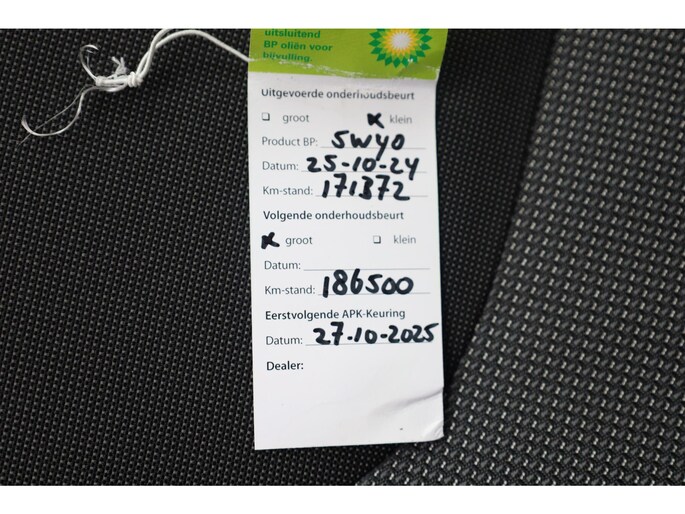 uitsluitend
BP oliën voor
bijvulling.
Uitgevoerde onderhoudsbeurt
groot klein
Product BP: 5W40
Datum: 25-10-24
Km-stand: 171372
Volgende onderhoudsbeurt
groot klein
Datum:
Km-stand: 186500
Eerstvolgende APK-Keuring
Datum: 27-10-2025
Dealer: